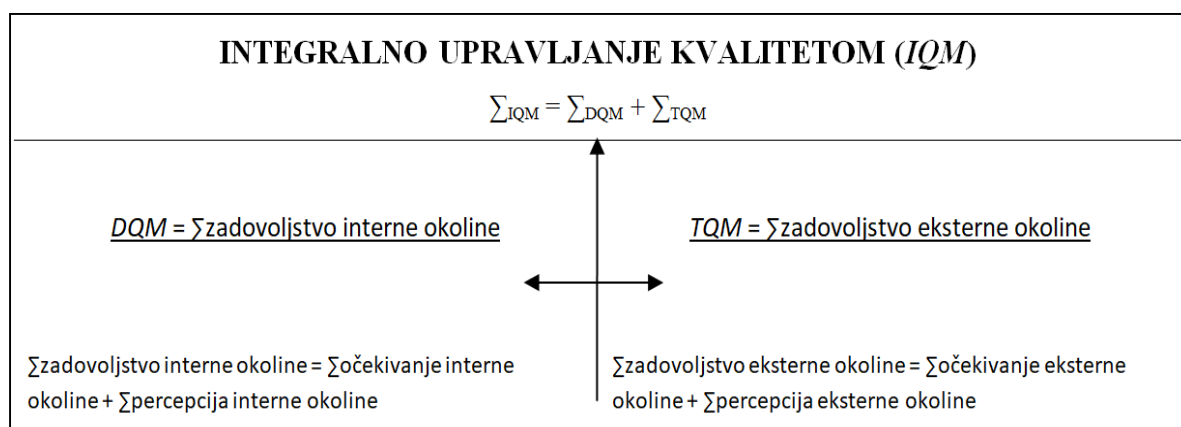 INTEGRALNO UPRAVLJANJE KVALITETOM (IQM)
∑IQM = ∑DQM + ∑TQM
DQM = ∑zadovoljstvo interne okoline
TQM = ∑zadovoljstvo eksterne okoline
∑zadovoljstvo interne okoline = ∑očekivanje interne
okoline + ∑percepcija interne okoline
∑zadovoljstvo eksterne okoline = ∑očekivanje eksterne
okoline + ∑percepcija eksterne okoline